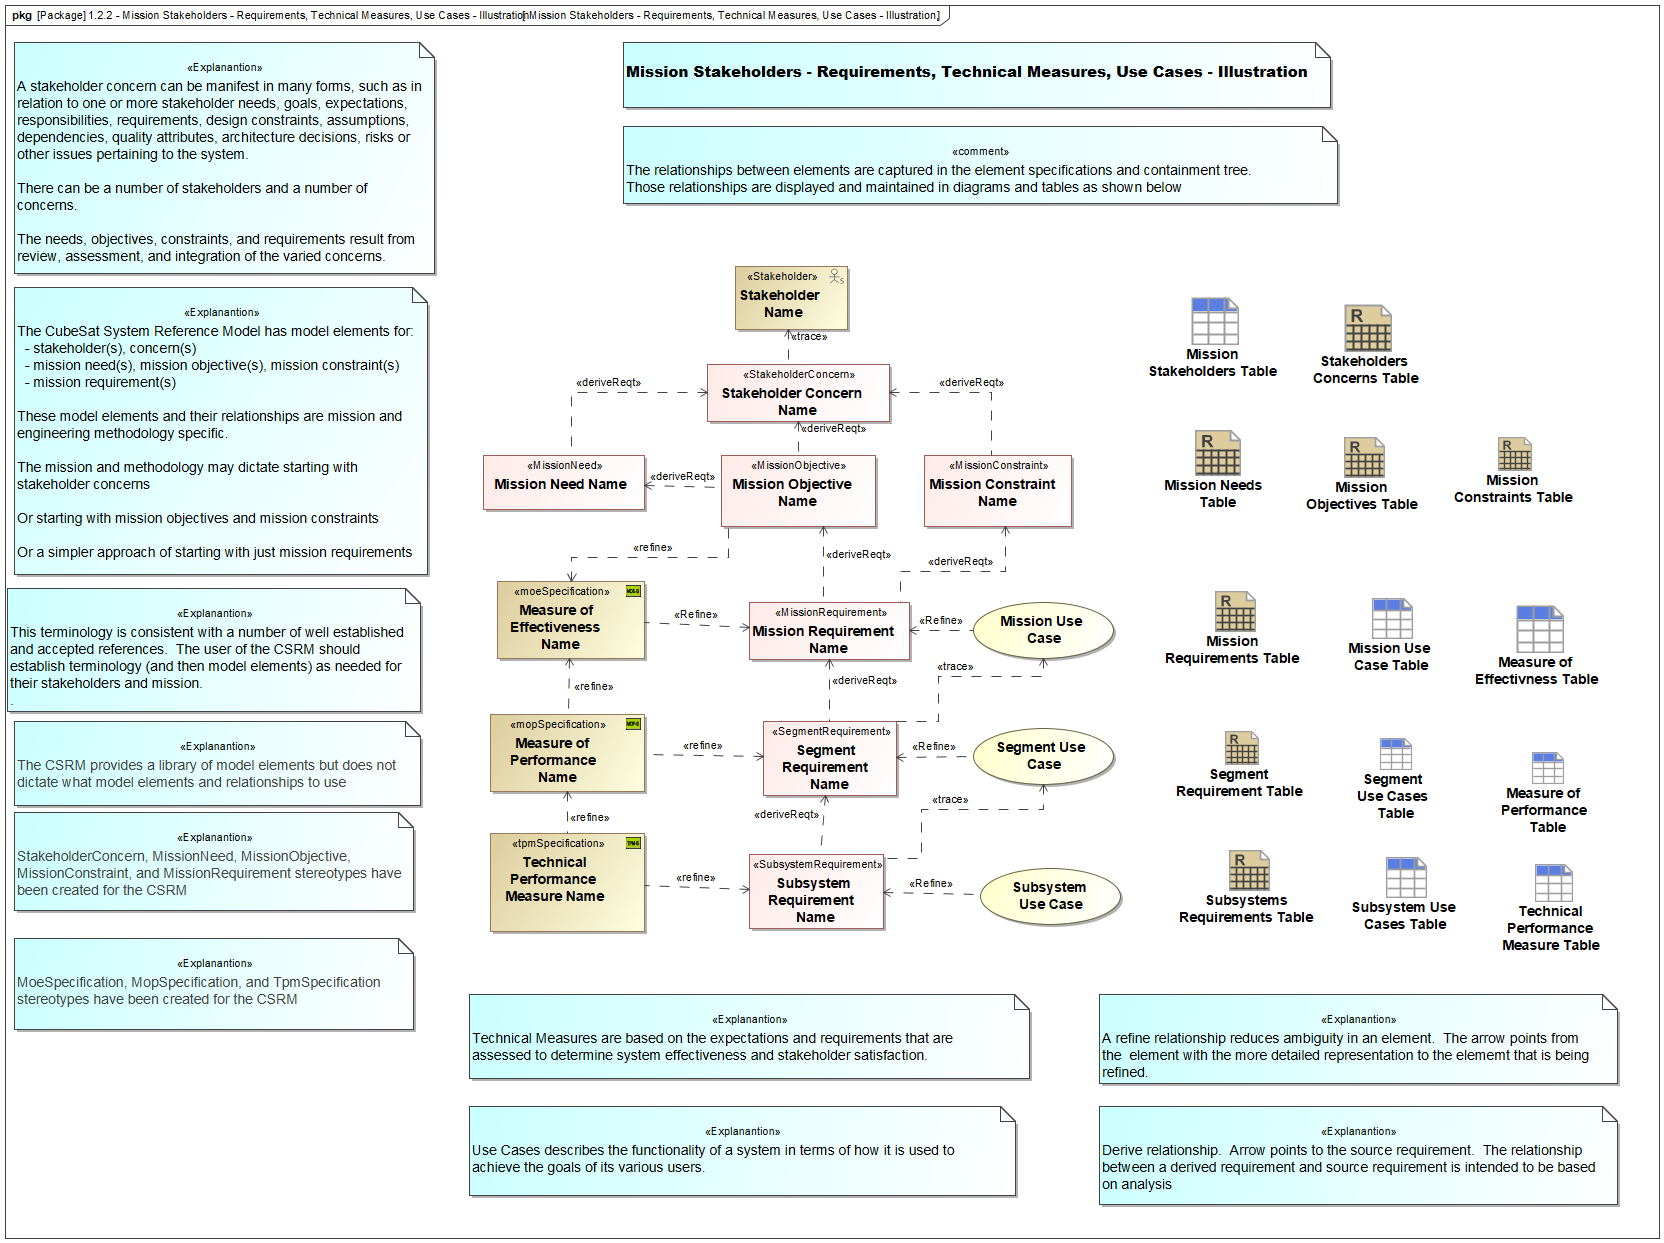 pkg [Package] 1.2.2 - Mission Stakeholders - Requirements, Technical Measures, Use Cases - Illustration[Mission Stakeholders - Requirements, Technical Measures, Use Cases - Illustration]
«Explanantion»
A stakeholder concern can be manifest in many forms, such as in
relation to one or more stakeholder needs, goals, expectations,
responsibilities, requirements, design constraints, assumptions,
dependencies, quality attributes, architecture decisions, risks or
other issues pertaining to the system.
There can be a number of stakeholders and a number of
concerns.
The needs, objectives, constraints, and requirements result from
review, assessment, and integration of the varied concerns.
Mission Stakeholders - Requirements, Technical Measures, Use Cases - Illustration
«comment»
The relationships between elements are captured in the element specifications and containment tree.
Those relationships are displayed and maintained in diagrams and tables as shown below
«Explanantion»
The CubeSat System Reference Model has model elements for:
- stakeholder(s), concern(s)
- mission need(s), mission objective(s), mission constraint(s)
- mission requirement(s)
These model elements and their relationships are mission and
engineering methodology specific.
The mission and methodology may dictate starting with
stakeholder concerns
Or starting with mission objectives and mission constraints
Or a simpler approach of starting with just mission requirements
«Explanantion»
This terminology is consistent with a number of well established
and accepted references.  The user of the CSRM should
establish terminology (and then model elements) as needed for
their stakeholders and mission.
.
«Explanantion»
The CSRM provides a library of model elements but does not
dictate what model elements and relationships to use
«Explanantion»
StakeholderConcern, MissionNeed, MissionObjective,
MissionConstraint, and MissionRequirement stereotypes have
been created for the CSRM
«Explanantion»
MoeSpecification, MopSpecification, and TpmSpecification
stereotypes have been created for the CSRM
«Stakeholder»
S
Stakeholder
Name
«trace»
«StakeholderConcern»
Stakeholder Concern
Name
«deriveReqt»
«deriveReqt»
«deriveReqt»
«MissionNeed»
Mission Need Name
«deriveReqt»
«MissionObjective»
Mission Objective
Name
«MissionConstraint»
Mission Constraint
Name
«refine»
«deriveReqt»
«deriveReqt»
«moeSpecification»
MOE-S
Measure of
Effectiveness
Name
«Refine»
«MissionRequirement»
Mission Requirement
Name
«Refine»
Mission Use
Case
«refine»
«deriveReqt»
«trace»
«mopSpecification»
MOP-S
Measure of
Performance
Name
«refine»
«SegmentRequirement»
Segment
Requirement
Name
«Refine»
Segment Use
Case
«refine»
«deriveReqt»
«trace»
«tpmSpecification»
TPM-S
Technical
Performance
Measure Name
«refine»
«SubsystemRequirement»
Subsystem
Requirement
Name
«Refine»
Subsystem
Use Case
Mission
Stakeholders Table
R
Stakeholders
Concerns Table
R
Mission Needs
Table
R
Mission
Objectives Table
R
Mission
Constraints Table
R
Mission
Requirements Table
Mission Use
Case Table
Measure of
Effectivness Table
R
Segment
Requirement Table
Segment
Use Cases
Table
Measure of
Performance
Table
R
Subsystems
Requirements Table
Subsystem Use
Cases Table
Technical
Performance
Measure Table
«Explanantion»
Technical Measures are based on the expectations and requirements that are
assessed to determine system effectiveness and stakeholder satisfaction.
«Explanantion»
A refine relationship reduces ambiguity in an element.  The arrow points from
the  element with the more detailed representation to the elememt that is being
refined.
«Explanantion»
Use Cases describes the functionality of a system in terms of how it is used to
achieve the goals of its various users.
«Explanantion»
Derive relationship.  Arrow points to the source requirement.  The relationship
between a derived requirement and source requirement is intended to be based
on analysis